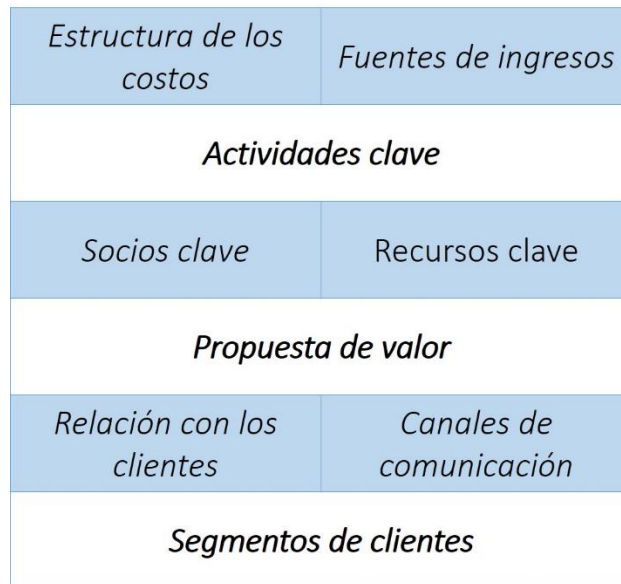 Estructura de los
costos
Fuentes de ingresos
Actividades clave
Socios clave
Recursos clave
Propuesta de valor
Relación con los
clientes
Canales de
comunicación
Segmentos de clientes